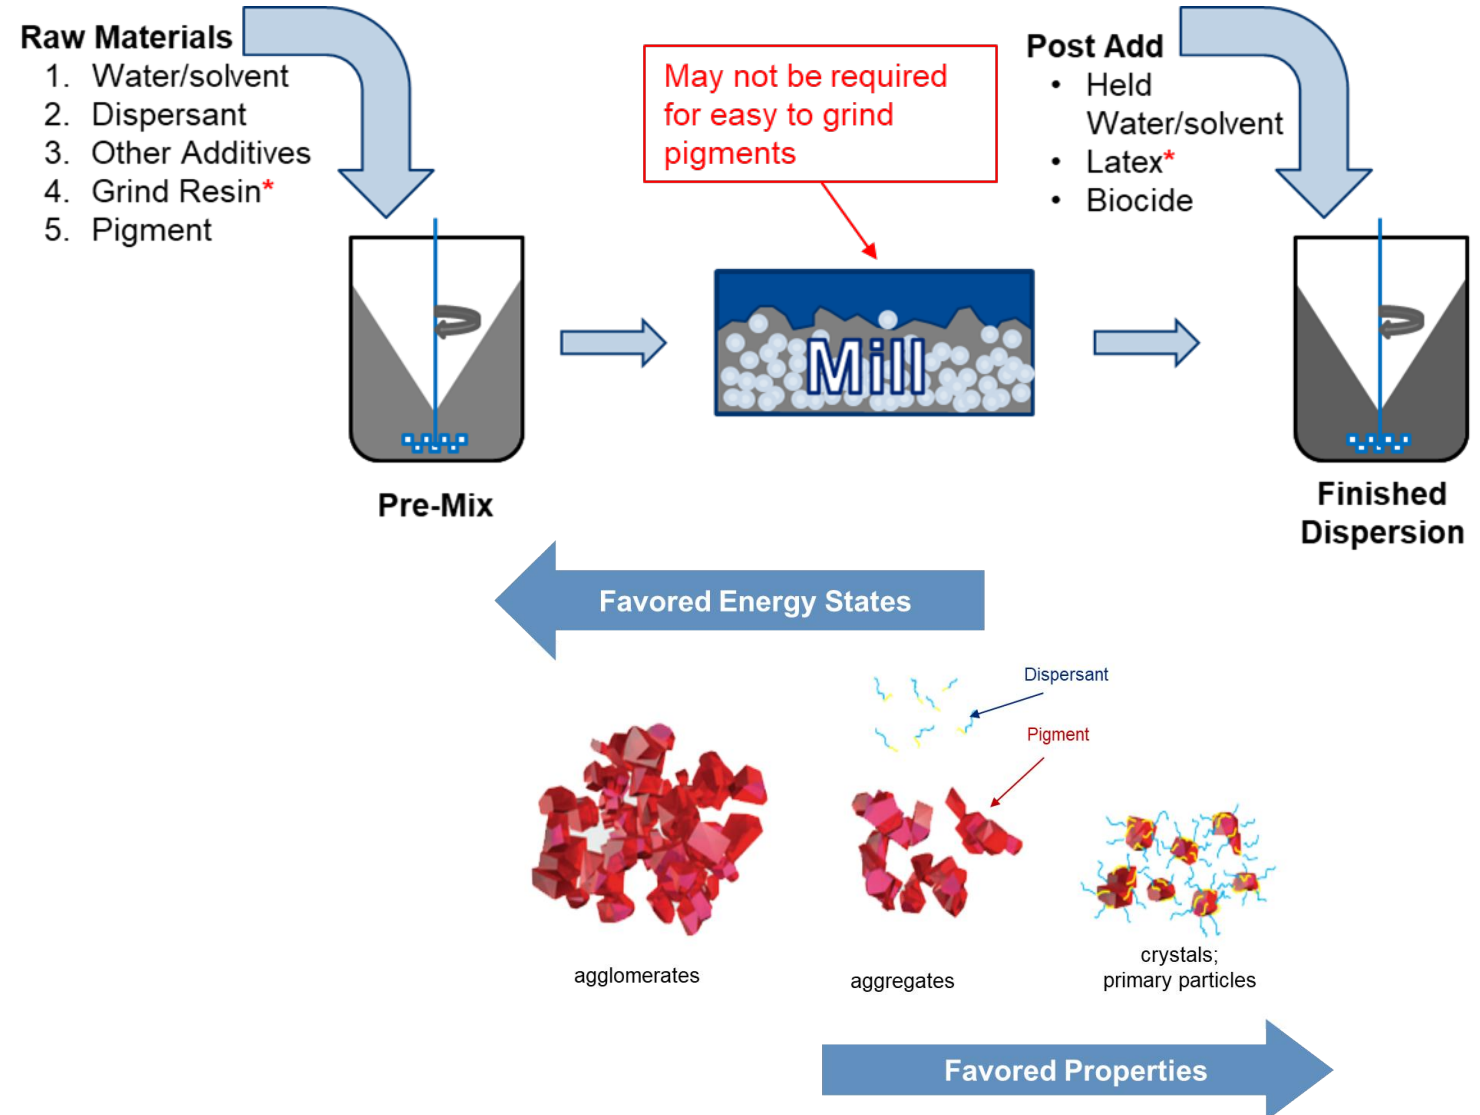 Raw Materials
1. Water/solvent
2. Dispersant
3. Other Additives
4. Grind Resin*
5. Pigment
May not be required
for easy to grind
pigments
Post Add
• Held
Water/solvent
• Latex*
• Biocide
Mill
Pre-Mix
Finished
Dispersion
Favored Energy States
Dispersant
Pigment
agglomerates
aggregates
crystals;
primary particles
Favored Properties